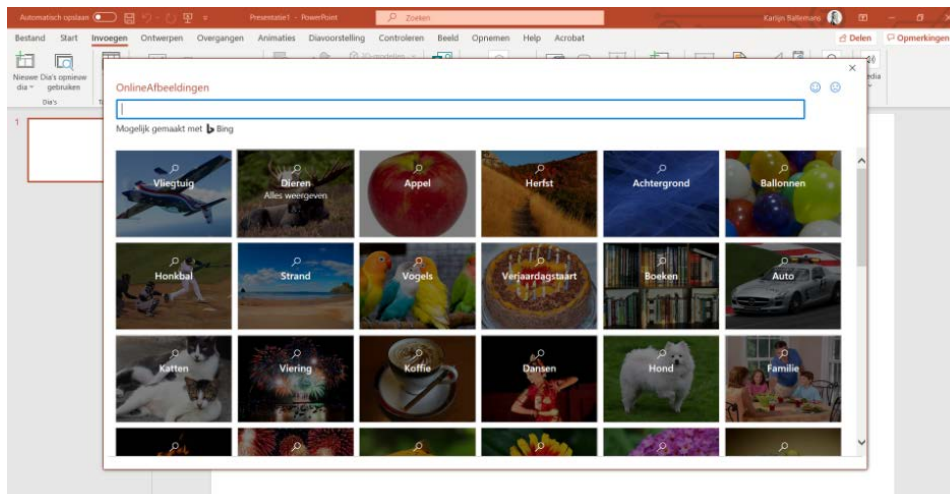 Automatisch opslaan
Presentatie1 - PowerPoint
Zoeken
Karlijn Ballemans
Bestand Start Invoegen Ontwerpen Overgangen Animaties Diavoorstelling Controleren Beeld Opnemen Help Acrobat
Delen Opmerkingen
Nieuwe Dia's opnieuw
dia gebruiken
Dia's
OnlineAfbeeldingen
Mogelijk gemaakt met Bing
1
Vliegtuig Dieren Appel Herfst Achtergrond Ballonnen
Alles weergeven
Honkbal Strand Vogels Verjaardagstaart Boeken Auto
Katten Viering Koffie Dansen Hond Familie